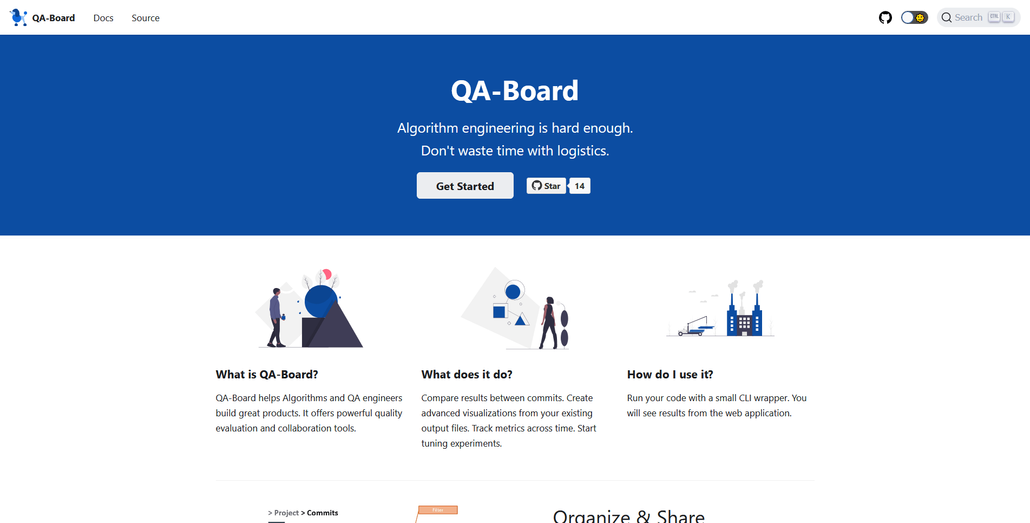 QA-Board
Docs
Source
Search
QA-Board
Algorithm engineering is hard enough.
Don't waste time with logistics.
Get Started
Star
14
What is QA-Board?
QA-Board helps Algorithms and QA engineers
build great products. It offers powerful quality
evaluation and collaboration tools.
What does it do?
Compare results between commits. Create
advanced visualizations from your existing
output files. Track metrics across time. Start
tuning experiments.
How do I use it?
Run your code with a small CLI wrapper. You
will see results from the web application.
> Project > Commits
Organize & Share